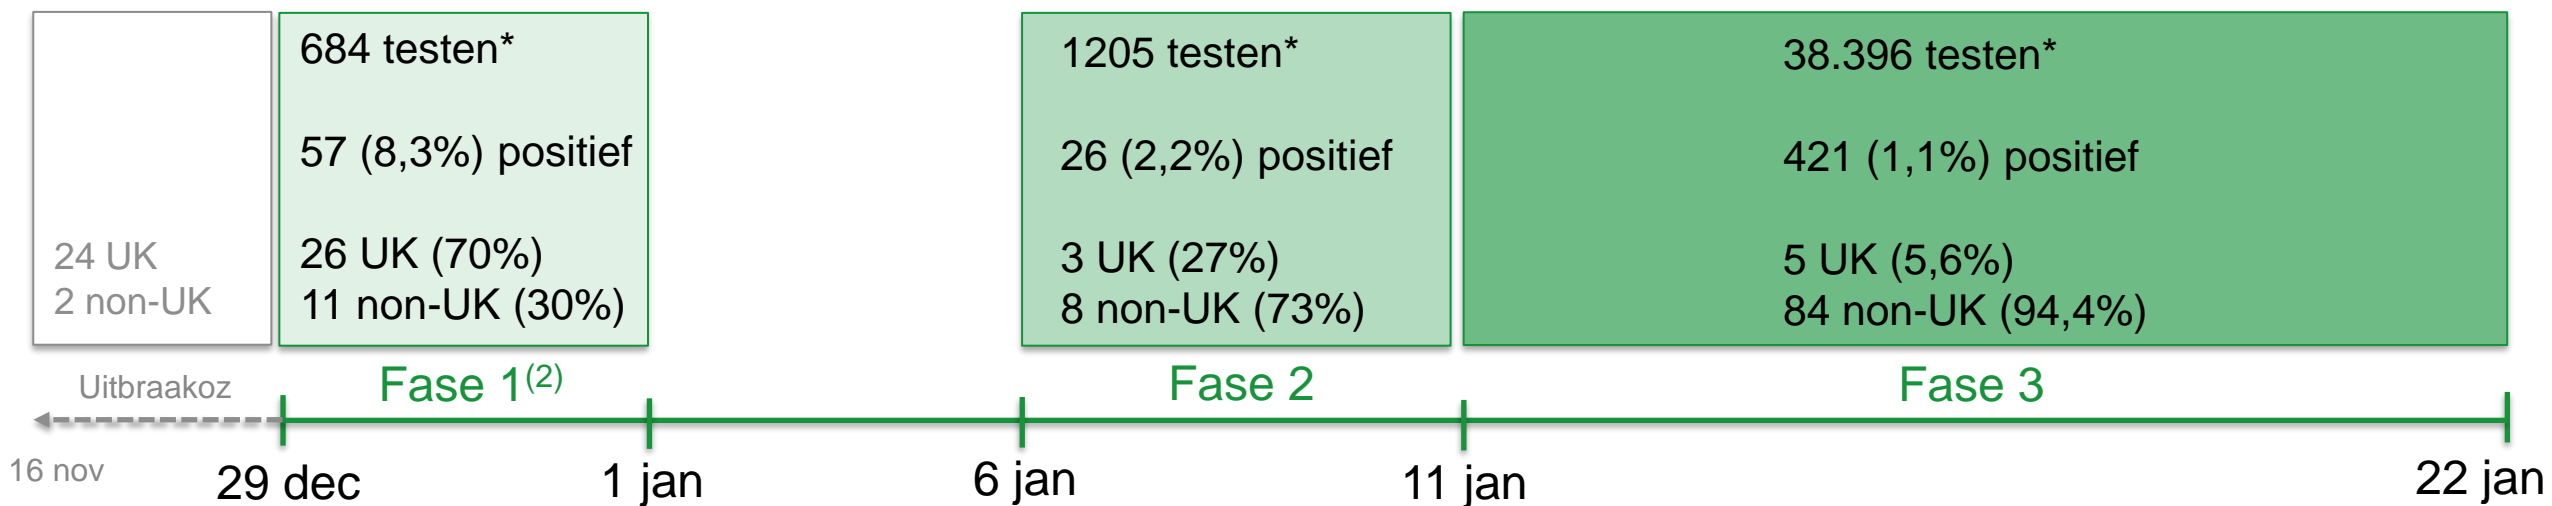 24 UK
2 non-UK
684 testen*
57 (8,3%) positief
26 UK (70%)
11 non-UK (30%)
1205 testen*
26 (2,2%) positief
3 UK (27%)
8 non-UK (73%)
38.396 testen*
421 (1,1%) positief
5 UK (5,6%)
84 non-UK (94,4%)
Uitbraakoz
Fase 1(2)
Fase 2
Fase 3
16 nov
29 dec
1 jan
6 jan
11 jan
22 jan